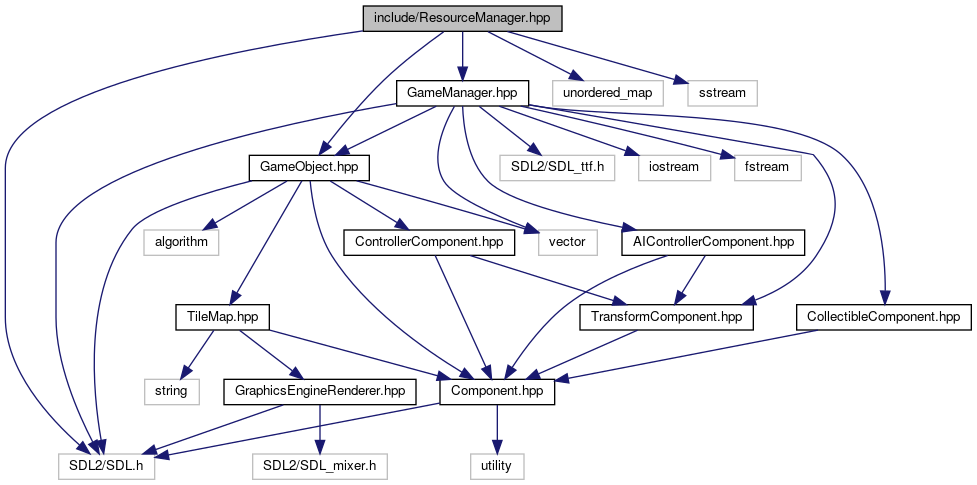 include/ResourceManager.hpp
GameManager.hpp
unordered_map
sstream
GameObject.hpp
SDL2/SDL_ttf.h
iostream
fstream
algorithm
ControllerComponent.hpp
vector
AIControllerComponent.hpp
TileMap.hpp
TransformComponent.hpp
CollectibleComponent.hpp
string
GraphicsEngineRenderer.hpp
Component.hpp
SDL2/SDL.h
SDL2/SDL_mixer.h
utility